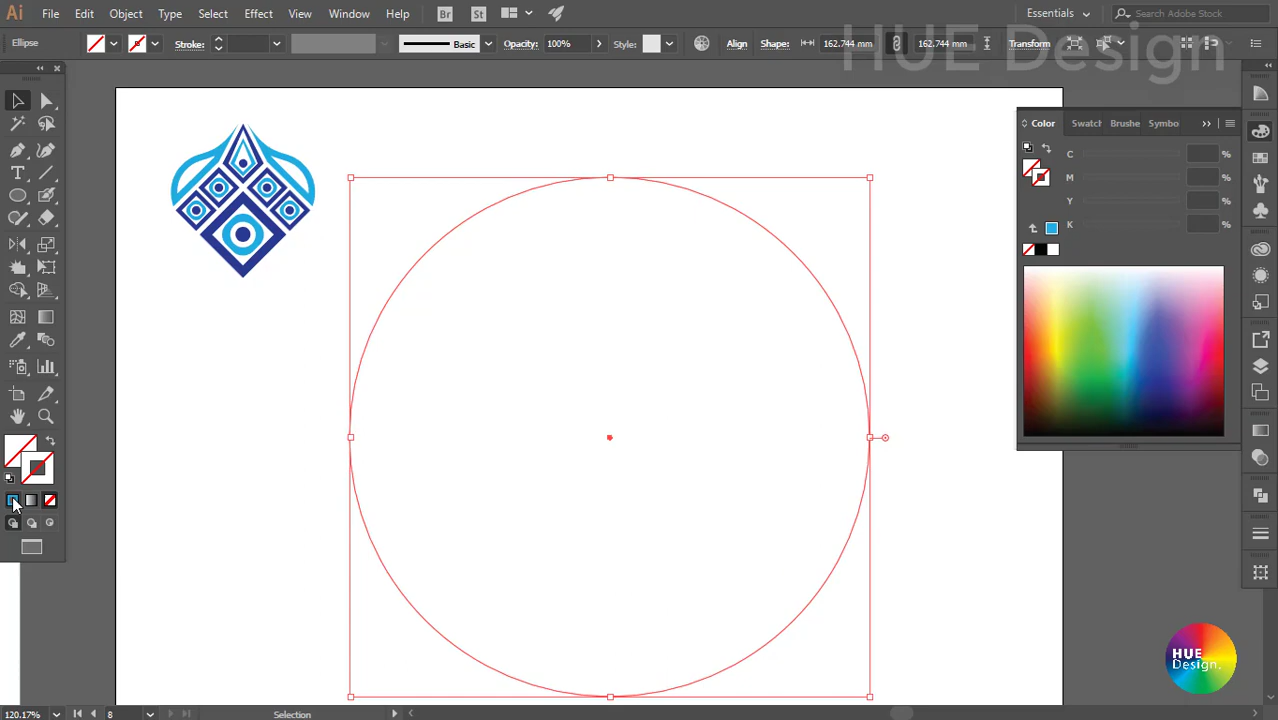 Ai File Edit Object Type Select Effect View Window Help Br St Essentials Search Adobe Stock
Ellipse Stroke: Basic Opacity: 100% Style: Align Shape: 162.744 mm 162.744 mm Transform
HUE Design
Color Swatch Brushe Symbo
C %
M %
Y %
K %
HUE
Design.
120.17% 8 Selection